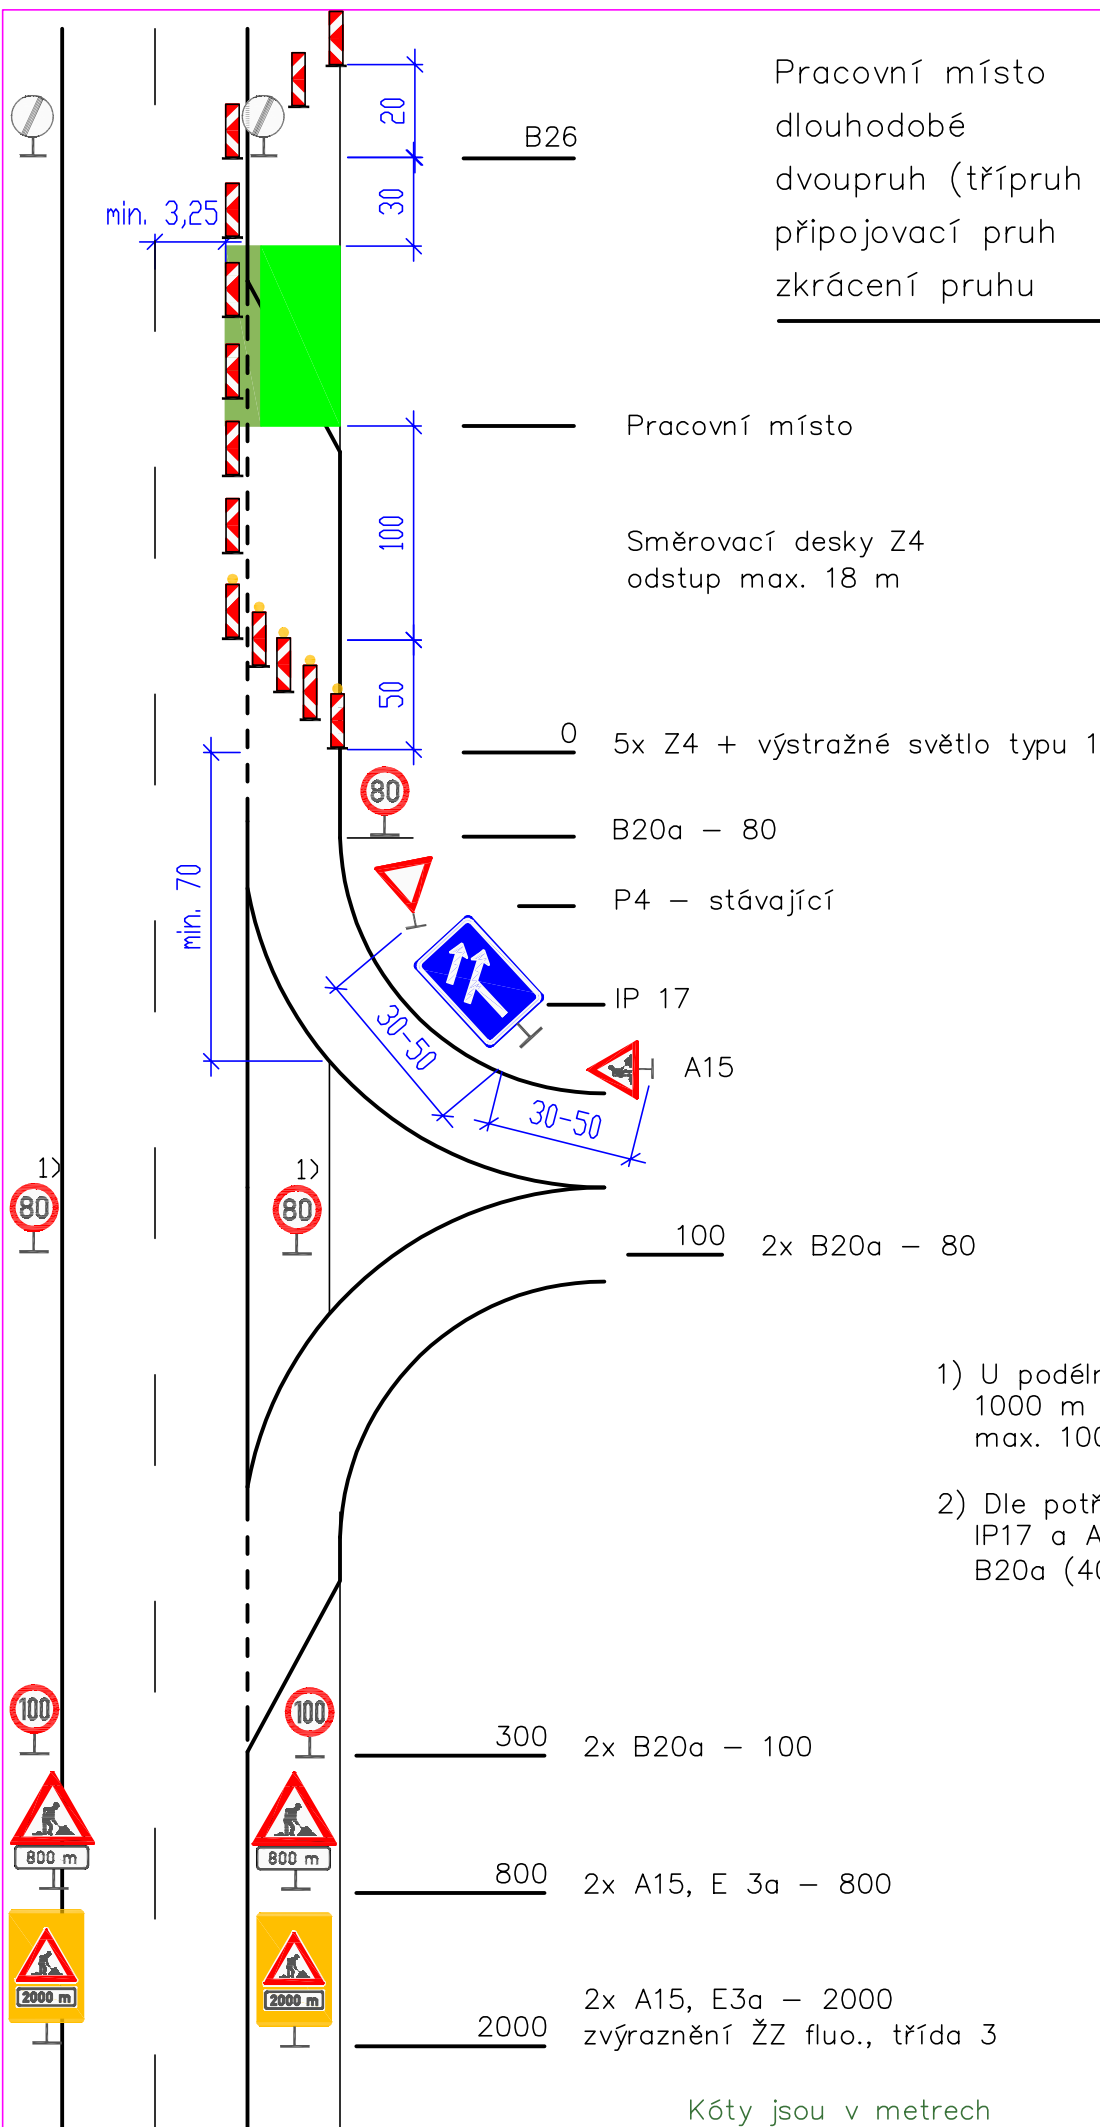 Pracovní místo
dlouhodobé
dvoupruh (třípruh
připojovací pruh
zkrácení pruhu
20
B26
30
min. 3,25
Pracovní místo
100
Směrovací desky Z4
odstup max. 18 m
50
0 5x Z4 + výstražné světlo typu 1
80
B20a – 80
min. 70
P4 – stávající
IP 17
30-50
A15
30-50
1) 1)
80 80
100 2x B20a – 80
1) U podéln
1000 m
max. 100
2) Dle potř
IP17 a A
B20a (40
100 100
300 2x B20a – 100
800 m 800 m
800 2x A15, E 3a – 800
2000 m 2000 m
2x A15, E3a – 2000
2000 zvýraznění ŽZ fluo., třída 3
Kóty jsou v metrech